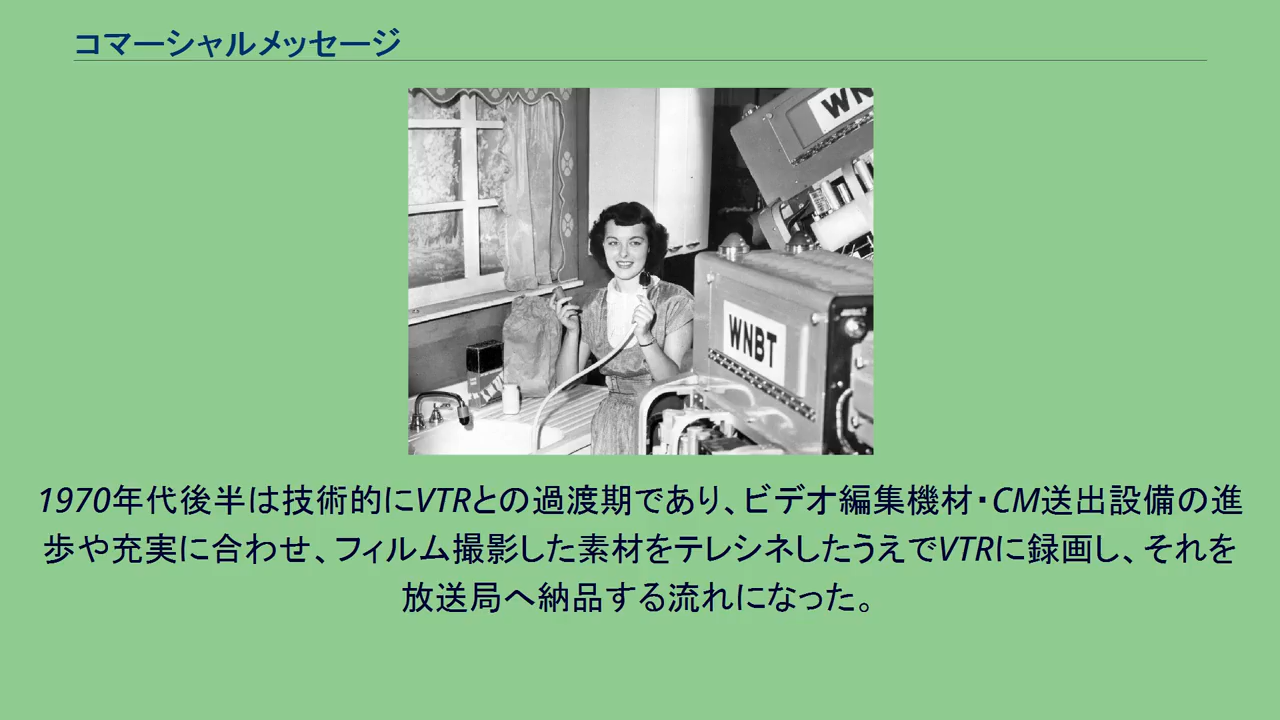 コマーシャルメッセージ
WN
WNBT
1970年代後半は技術的にVTRとの過渡期であり、ビデオ編集機材・CM送出設備の進
歩や充実に合わせ、フィルム撮影した素材をテレシネしたうえでVTRに録画し、それを
放送局へ納品する流れになった。